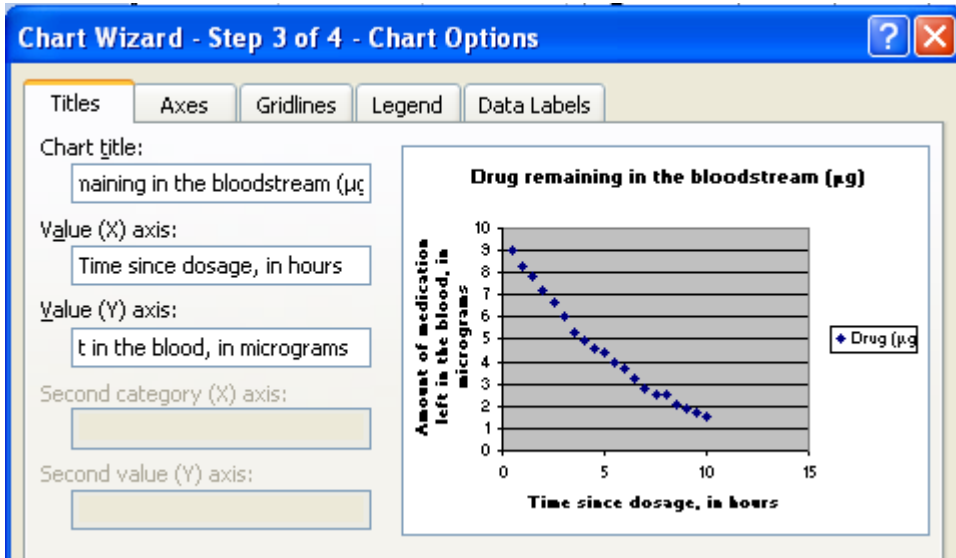 Chart Wizard - Step 3 of 4 - Chart Options
?
Titles
Axes
Gridlines
Legend
Data Labels
Chart title:
naining in the bloodstream (µg
Value (X) axis:
Time since dosage, in hours
Value (Y) axis:
t in the blood, in micrograms
Second category (X) axis:
Second value (Y) axis:
Drug remaining in the bloodstream (µg)
Amount of medication
left in the blood, in
micrograms
10
9
8
7
6
5
4
3
2
1
0
0
5
10
15
Time since dosage, in hours
Drug (µg